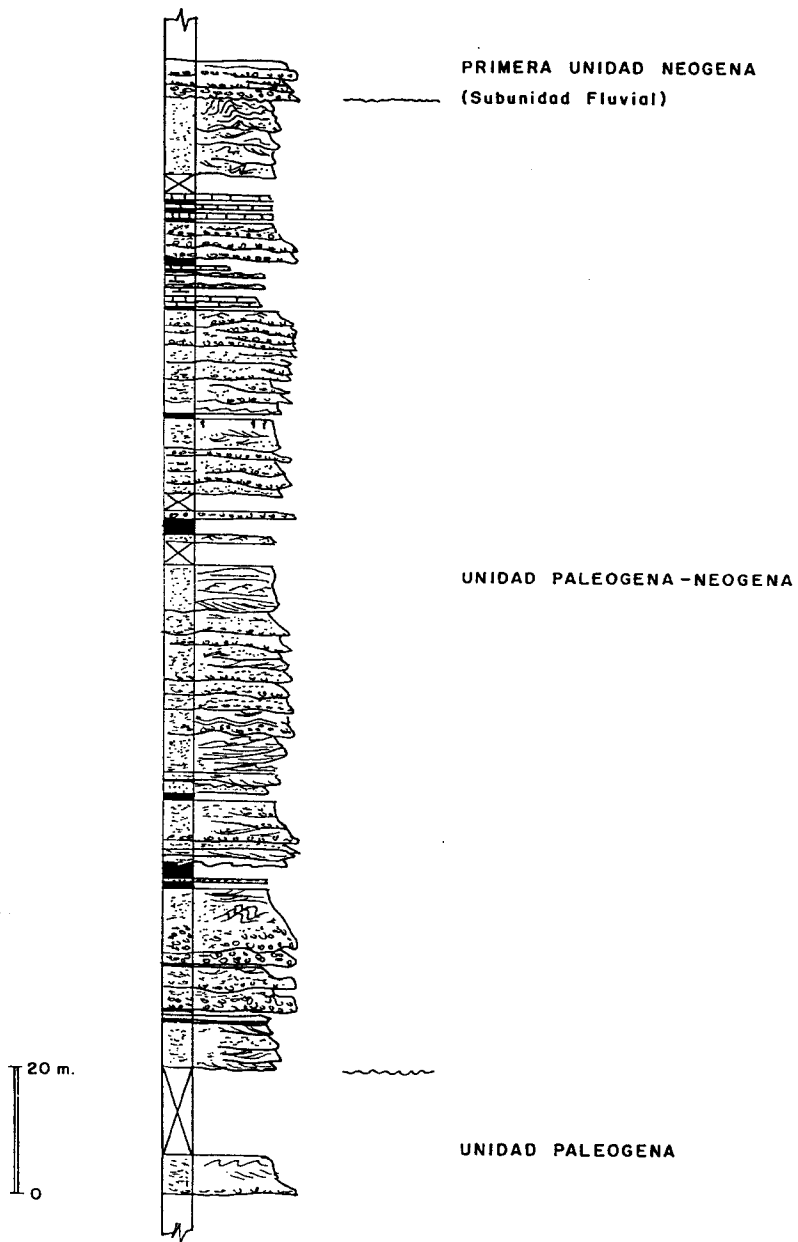 PRIMERA UNIDAD NEOGENA
(Subunidad Fluvial)
UNIDAD PALEOGENA-NEOGENA
20 m.
UNIDAD PALEOGENA
0